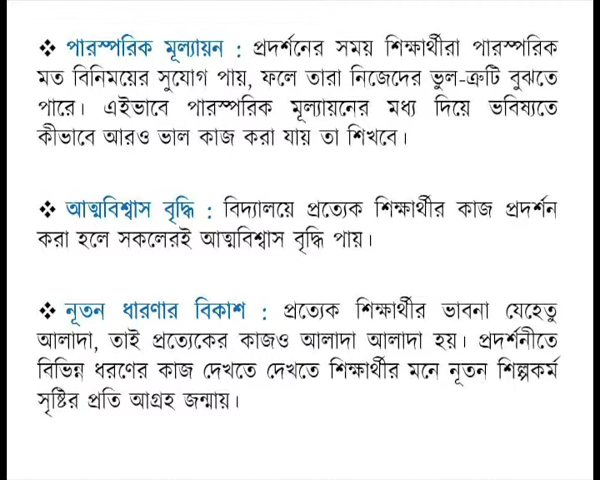 ❖ পারস্পরিক মূল্যায়ন : প্রদর্শনের সময় শিক্ষার্থীরা পারস্পরিক
মত বিনিময়ের সুযোগ পায়, ফলে তারা নিজেদের ভুল-ত্রুটি বুঝতে
পারে। এইভাবে পারস্পরিক মূল্যায়নের মধ্য দিয়ে ভবিষ্যতে
কীভাবে আরও ভাল কাজ করা যায় তা শিখবে।
❖ আত্মবিশ্বাস বৃদ্ধি : বিদ্যালয়ে প্রত্যেক শিক্ষার্থীর কাজ প্রদর্শন
করা হলে সকলেরই আত্মবিশ্বাস বৃদ্ধি পায়।
❖ নূতন ধারণার বিকাশ : প্রত্যেক শিক্ষার্থীর ভাবনা যেহেতু
আলাদা, তাই প্রত্যেকের কাজও আলাদা আলাদা হয়। প্রদর্শনীতে
বিভিন্ন ধরণের কাজ দেখতে দেখতে শিক্ষার্থীর মনে নূতন শিল্পকর্ম
সৃষ্টির প্রতি আগ্রহ জন্মায়।